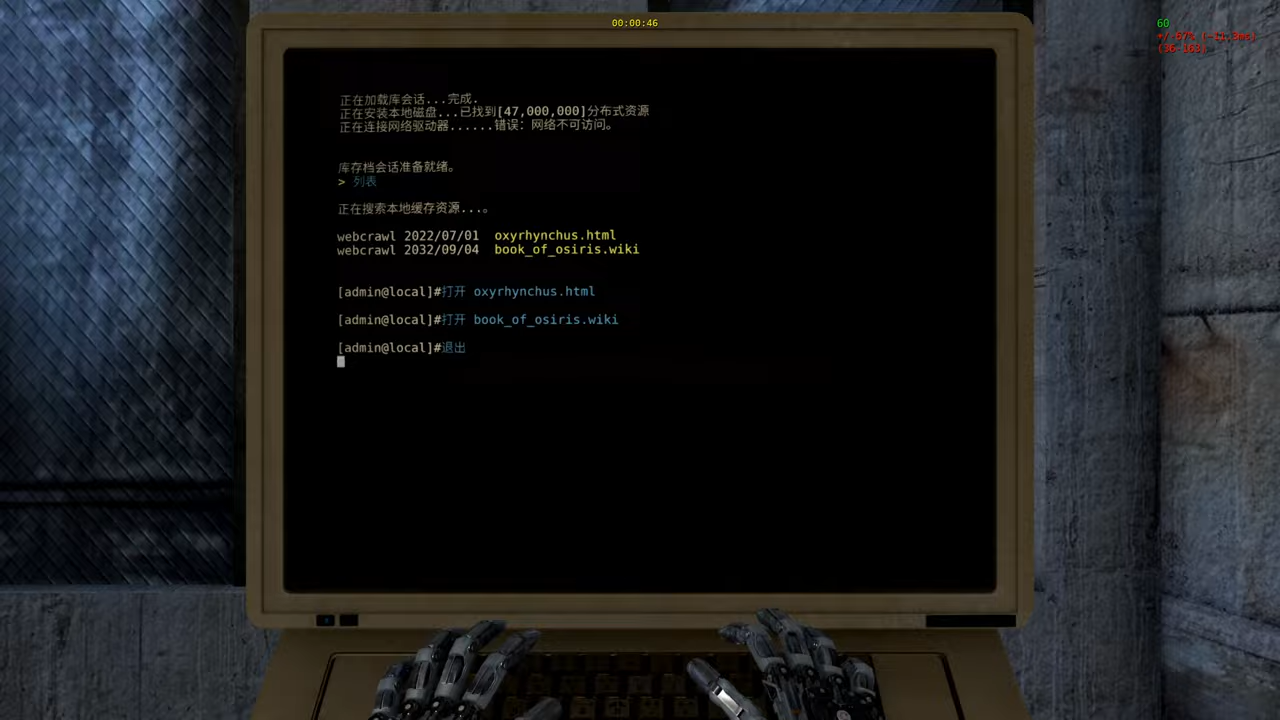 00:00:46
60
+/-67% (~11.3ms)
(36-163)
正在加载库会话...完成.
正在安装本地磁盘...已找到[47,000,000]分布式资源
正在连接网络驱动器......错误: 网络不可访问。
库存档会话准备就绪。
> 列表
正在搜索本地缓存资源...。
webcrawl 2022/07/01 oxyrhynchus.html
webcrawl 2032/09/04 book_of_osiris.wiki
[admin@local]#打开 oxyrhynchus.html
[admin@local]#打开 book_of_osiris.wiki
[admin@local]#退出